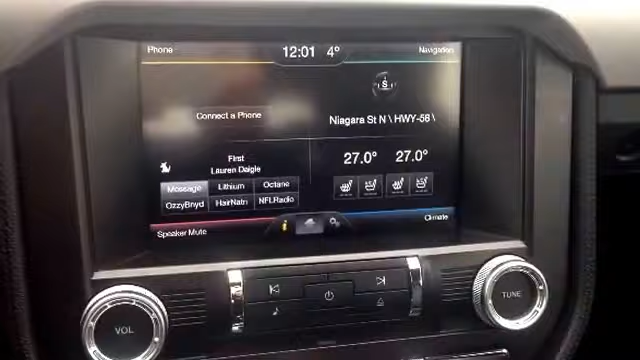 Phone 12:01 4° Navigation
S
Connect a Phone
Niagara St N \ HWY-58 \
First
Lauren Daigle
27.0° 27.0°
Message Lithium Octane
OzzyBnyd HairNatn NFLRadio
Speaker Mute
Climate
VOL
TUNE